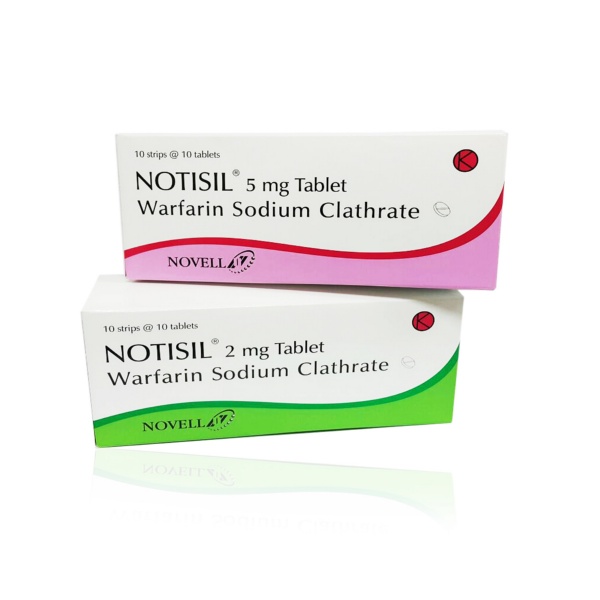 10 strips @ 10 tablets
K
NOTISIL® 5 mg Tablet
Warfarin Sodium Clathrate
NOVELL
10 strips @ 10 tablets
K
NOTISIL® 2 mg Tablet
Warfarin Sodium Clathrate
NOVELL